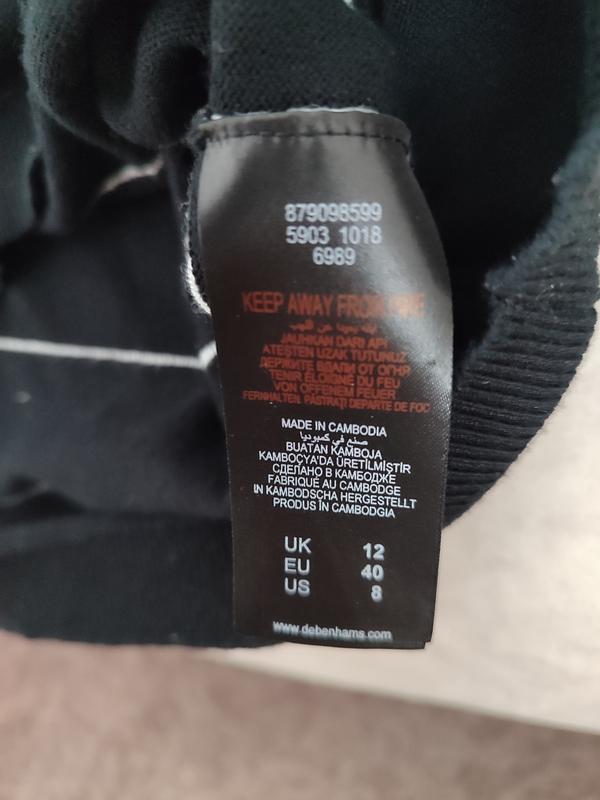 879098599
5903 1018
6989
KEEP AWAY FROM FIRE
JAUHKAN DARI API
ATEŞTEN UZAK TUTUNUZ
ДЕРЖИТЕ ВДАЛИ ОТ ОГНЯ
TENIR ÉLOIGNÉ DU FEU
VON OFFENEM FEUER
FERNHALTEN. PĂSTRAŢI DEPARTE DE FOC
MADE IN CAMBODIA
صنع في كمبوديا
BUATAN KAMBOJA
KAMBOÇYA'DA ÜRETİLMİŞTİR
СДЕЛАНО В КАМБОДЖЕ
FABRIQUÉ AU CAMBODGE
IN KAMBODSCHA HERGESTELLT
PRODUS ÎN CAMBODGIA
UK 12
EU 40
US 8
www.debenhams.com